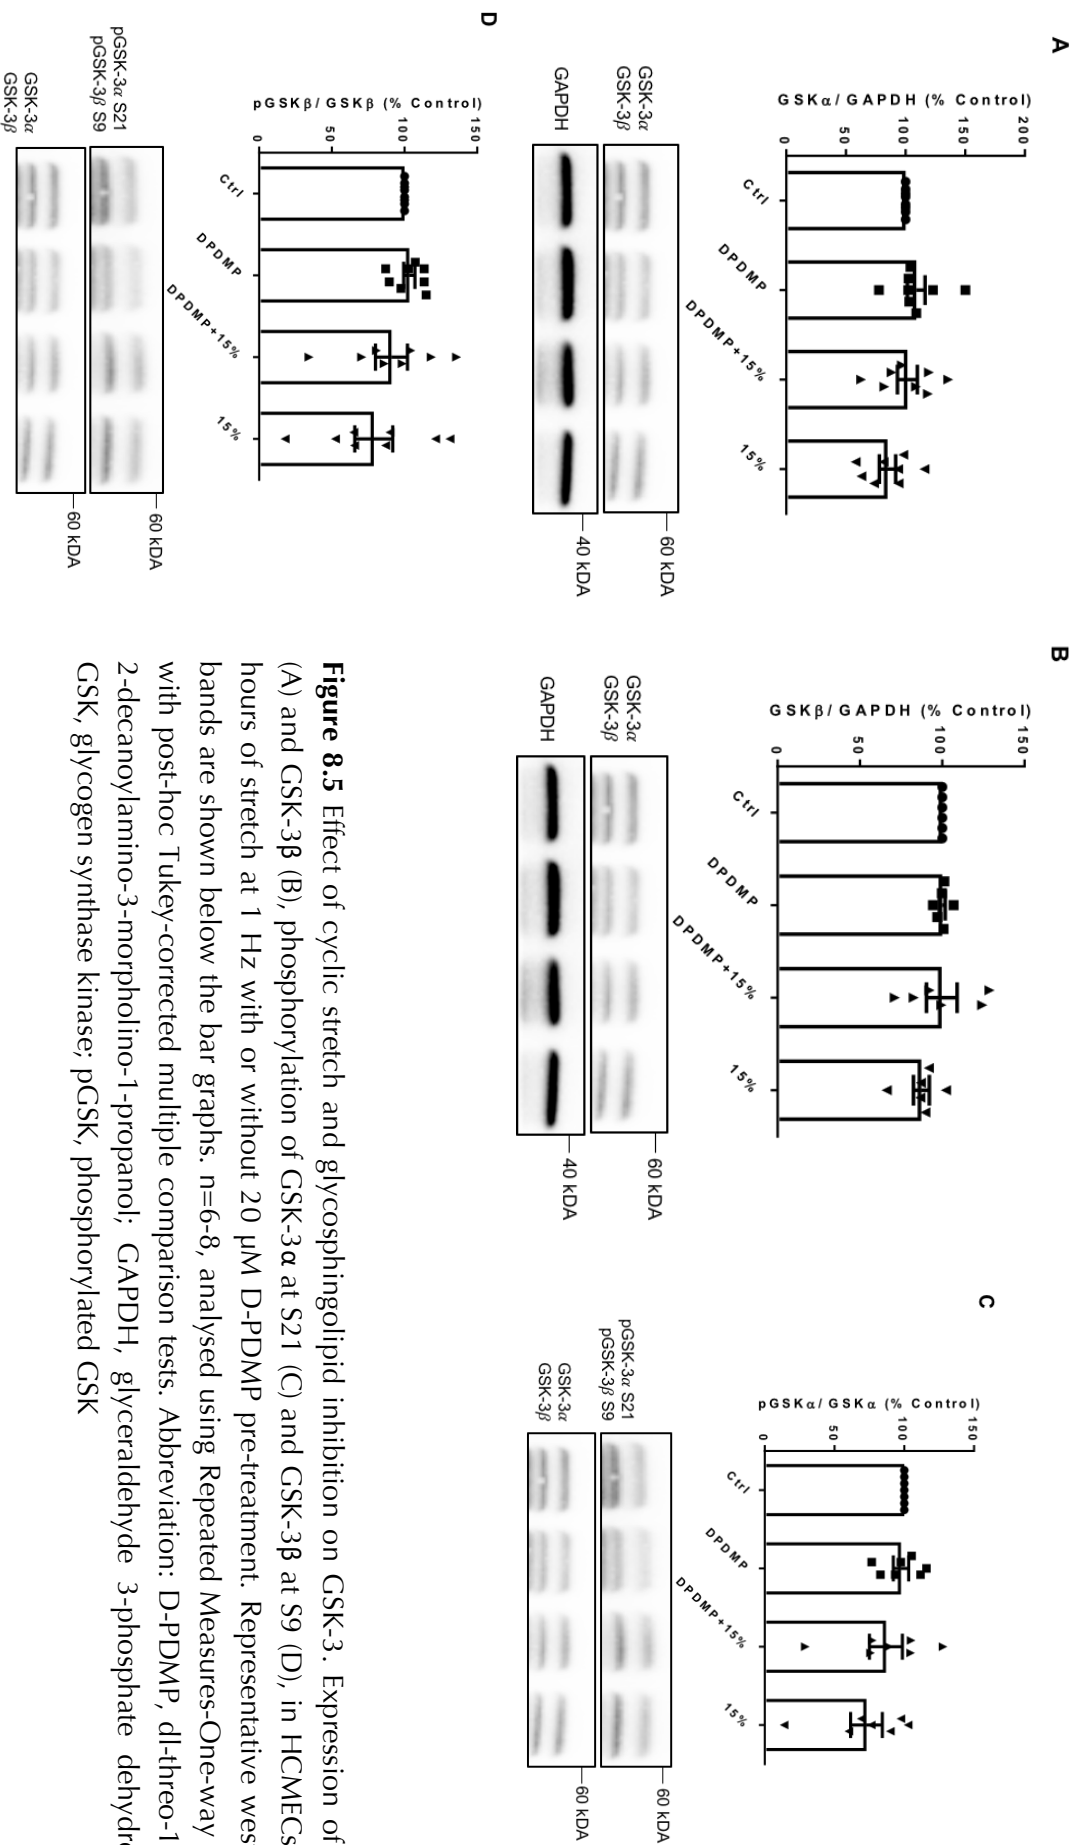 A
GSKα/ GAPDH (% Control)
200
150
100
50
0
Ctrl
DPDMP
DPDMP+15%
15%
GSK-3α
GSK-3β
GAPDH
60 kDA
40 kDA
B
GSKβ/ GAPDH (% Control)
150
100
50
0
Ctrl
DPDMP
DPDMP+15%
15%
GSK-3α
GSK-3β
GAPDH
60 kDA
40 kDA
C
pGSKα/ GSKα (% Control)
150
100
50
0
Ctrl
DPDMP
DPDMP+15%
15%
pGSK-3α S21
pGSK-3β S9
GSK-3α
GSK-3β
60 kDA
60 kDA
D
pGSKβ/ GSKβ (% Control)
150
100
50
0
Ctrl
DPDMP
DPDMP+15%
15%
pGSK-3α S21
pGSK-3β S9
GSK-3α
GSK-3β
60 kDA
60 kDA
Figure 8.5 Effect of cyclic stretch and glycosphingolipid inhibition on GSK-3. Expression of
(A) and GSK-3β (B), phosphorylation of GSK-3α at S21 (C) and GSK-3β at S9 (D), in HCMECs
hours of stretch at 1 Hz with or without 20 μM D-PDMP pre-treatment. Representative wes
bands are shown below the bar graphs. n=6-8, analysed using Repeated Measures-One-way
with post-hoc Tukey-corrected multiple comparison tests. Abbreviation: D-PDMP, dl-threo-1
2-decanoylamino-3-morpholino-1-propanol; GAPDH, glyceraldehyde 3-phosphate dehydr
GSK, glycogen synthase kinase; pGSK, phosphorylated GSK